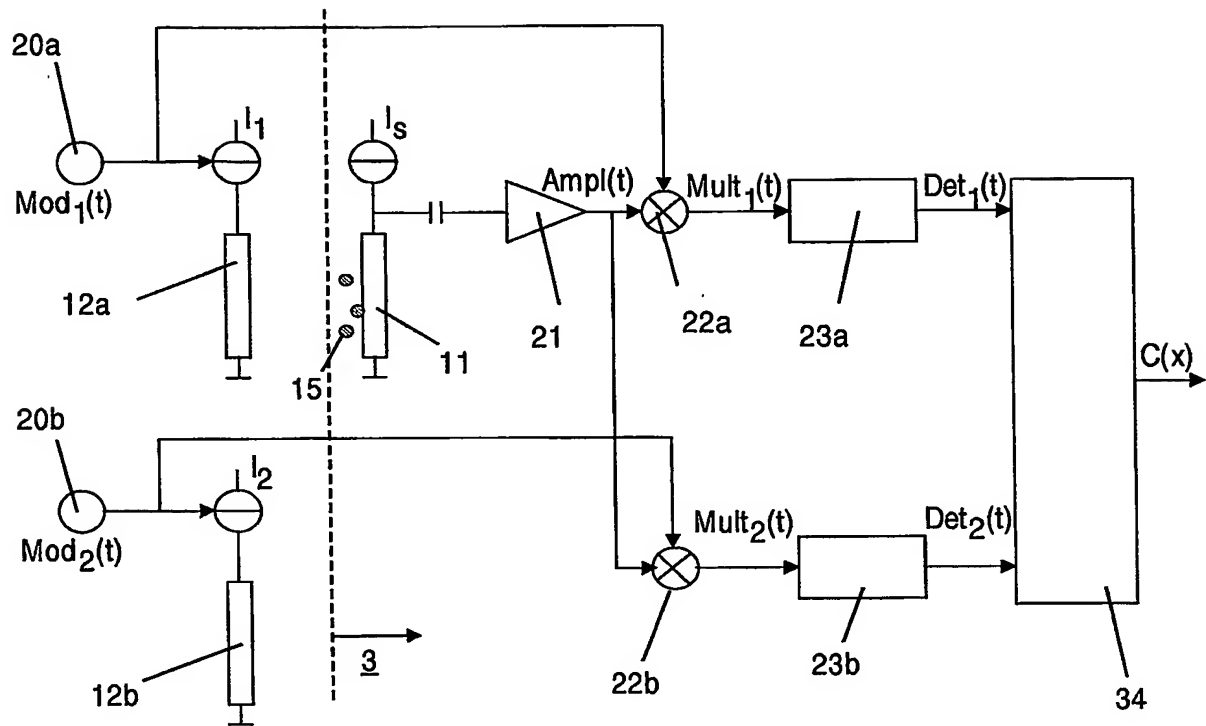 20a
I1
Is
Mod1(t)
Ampl(t)
Mult1(t)
Det1(t)
12a
15
11
21
22a
23a
C(x)
20b
I2
Mod2(t)
Mult2(t)
Det2(t)
3
12b
22b
23b
34